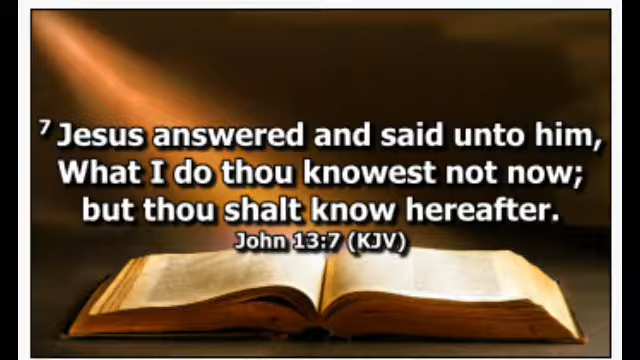 7 Jesus answered and said unto him,
What I do thou knowest not now;
but thou shalt know hereafter.
John 13:7 (KJV)